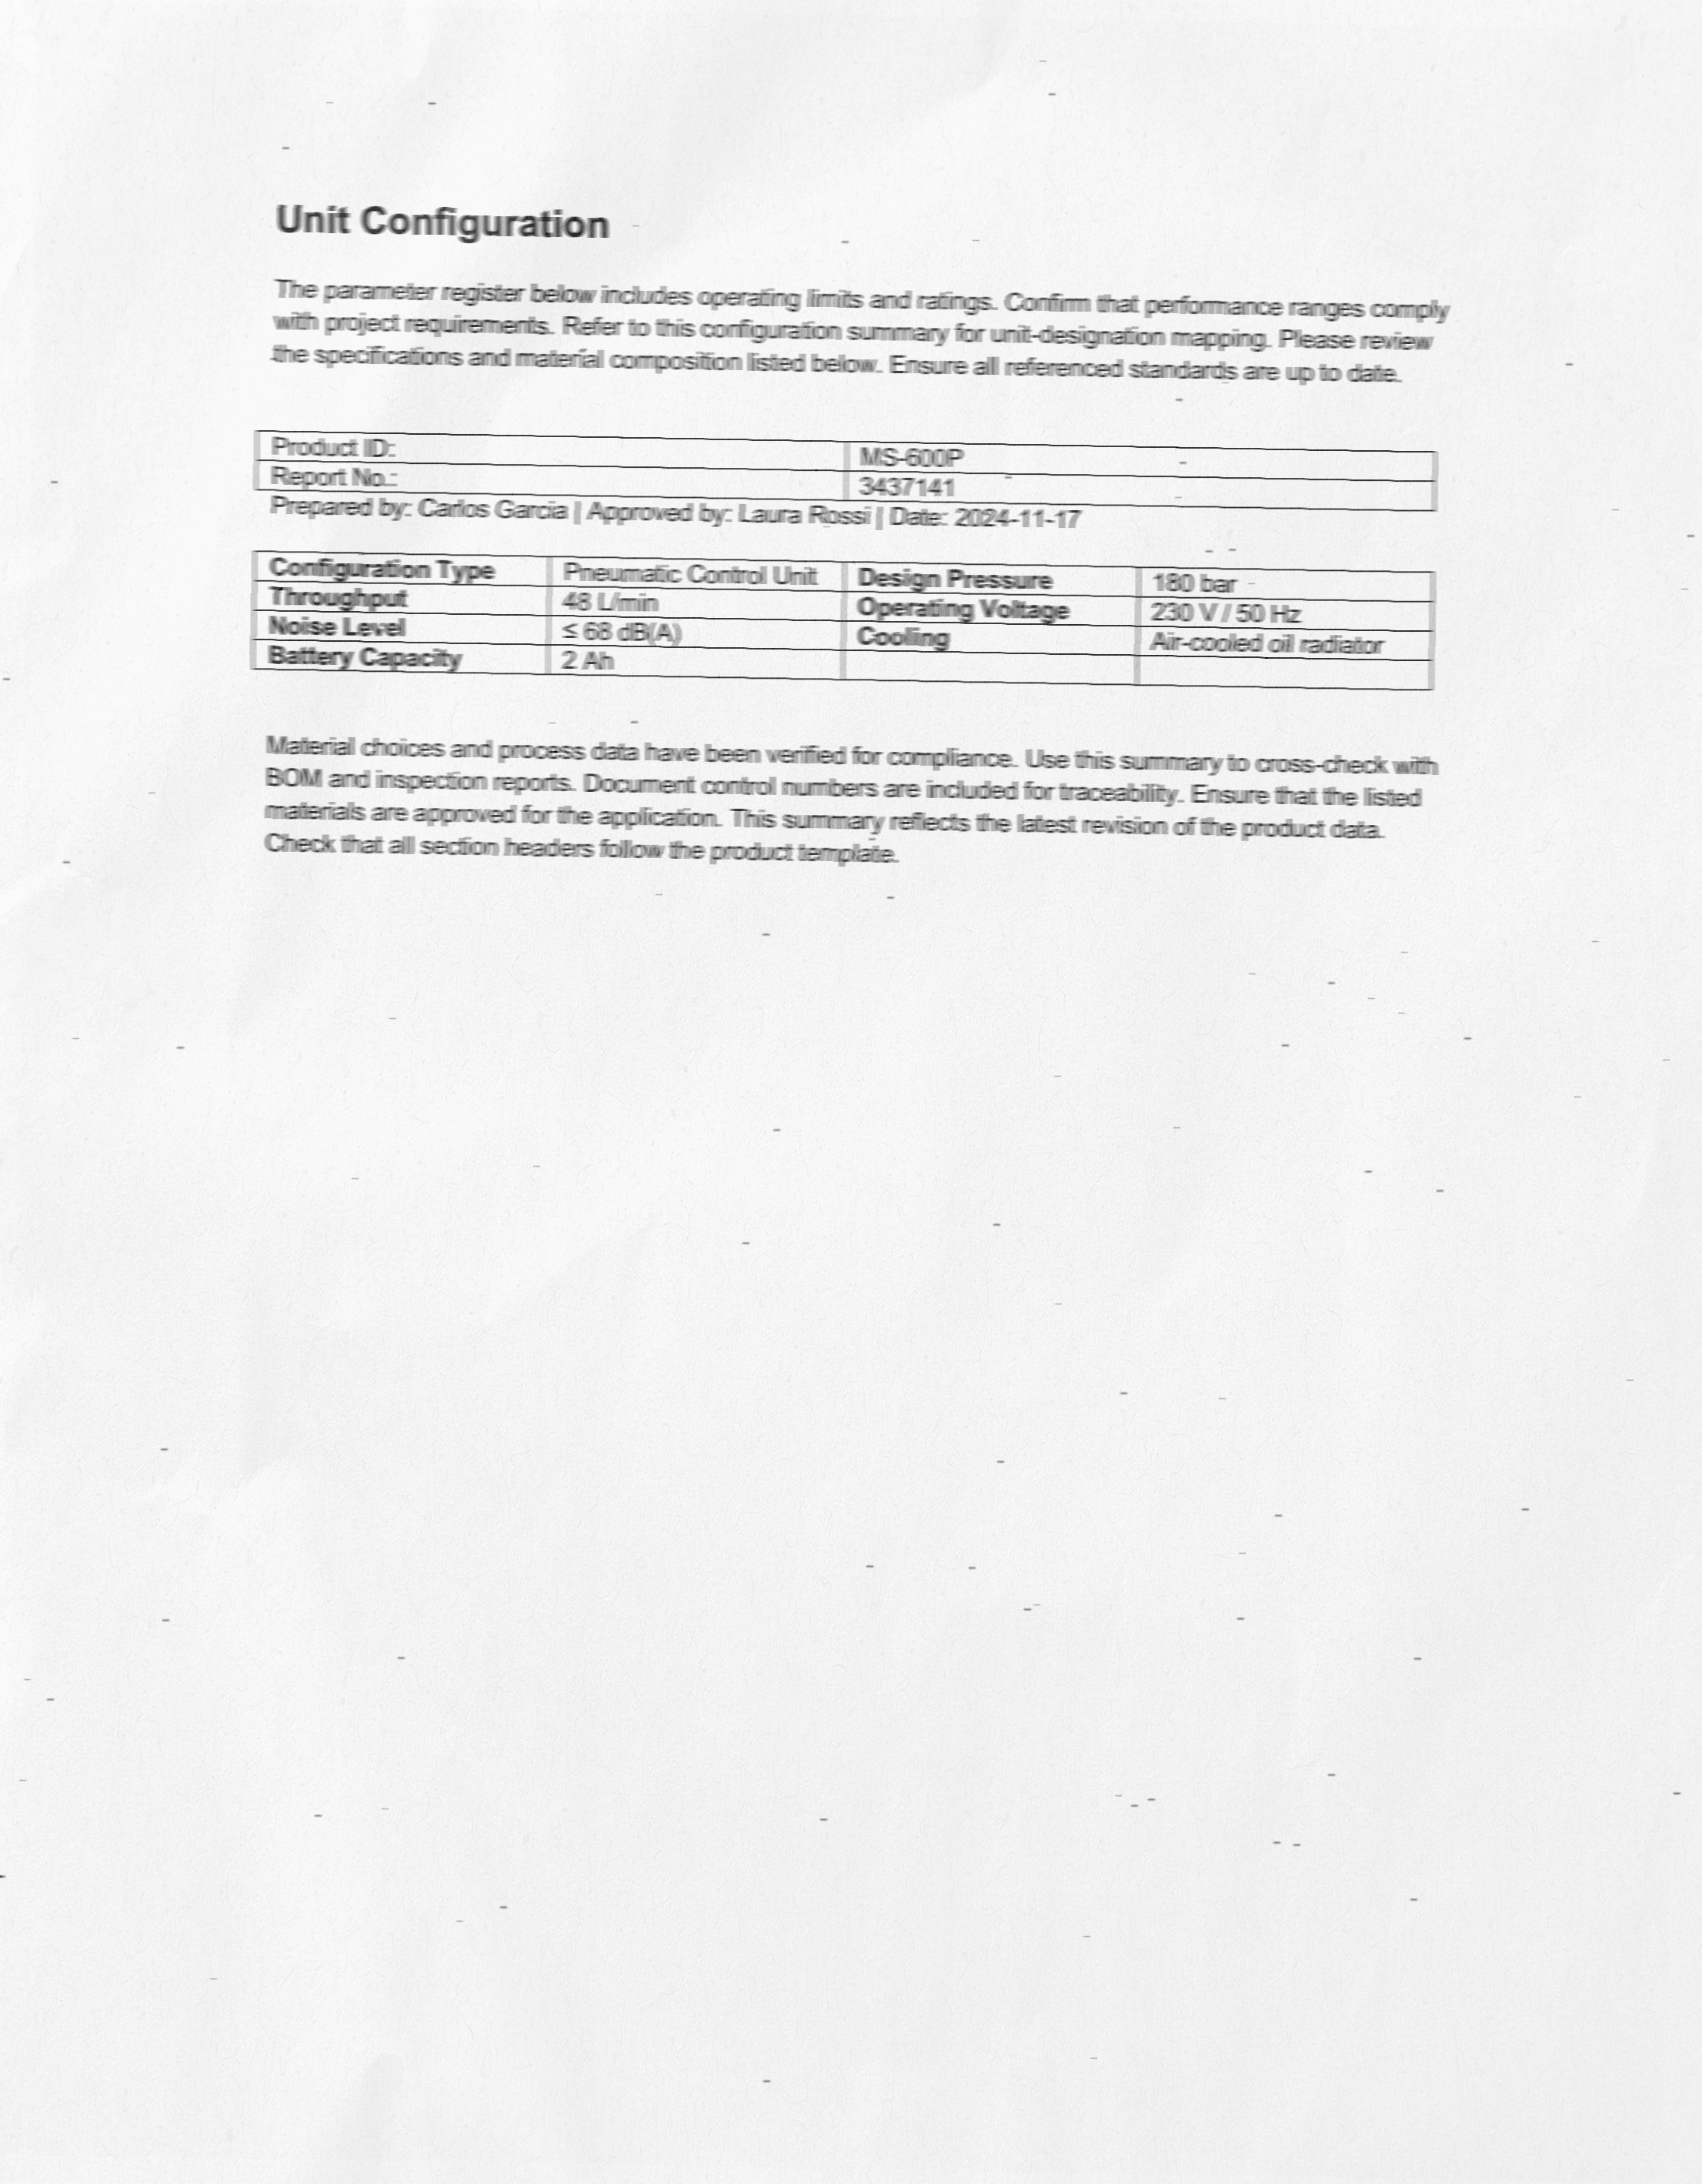 Unit Configuration
The parameter register below includes operating limits and ratings. Confirm that performance ranges comply
with project requirements. Refer to this configuration summary for unit-designation mapping. Please review
the specifications and material composition listed below. Ensure all referenced standards are up to date.
Product ID: MS-600P
Report No.: 3437141
Prepared by: Carlos Garcia | Approved by: Laura Rossi | Date: 2024-11-17
Configuration Type Pneumatic Control Unit Design Pressure 180 bar
Throughput 48 L/min Operating Voltage 230 V / 50 Hz
Noise Level ≤ 68 dB(A) Cooling Air-cooled oil radiator
Battery Capacity 2 Ah
Material choices and process data have been verified for compliance. Use this summary to cross-check with
BOM and inspection reports. Document control numbers are included for traceability. Ensure that the listed
materials are approved for the application. This summary reflects the latest revision of the product data.
Check that all section headers follow the product template.